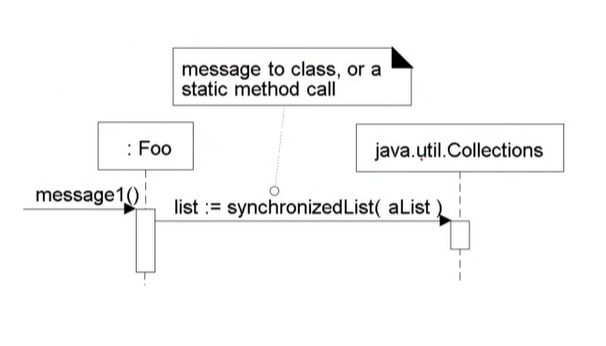 message to class, or a
static method call
: Foo
java.util.Collections
message1()
list := synchronizedList( aList )